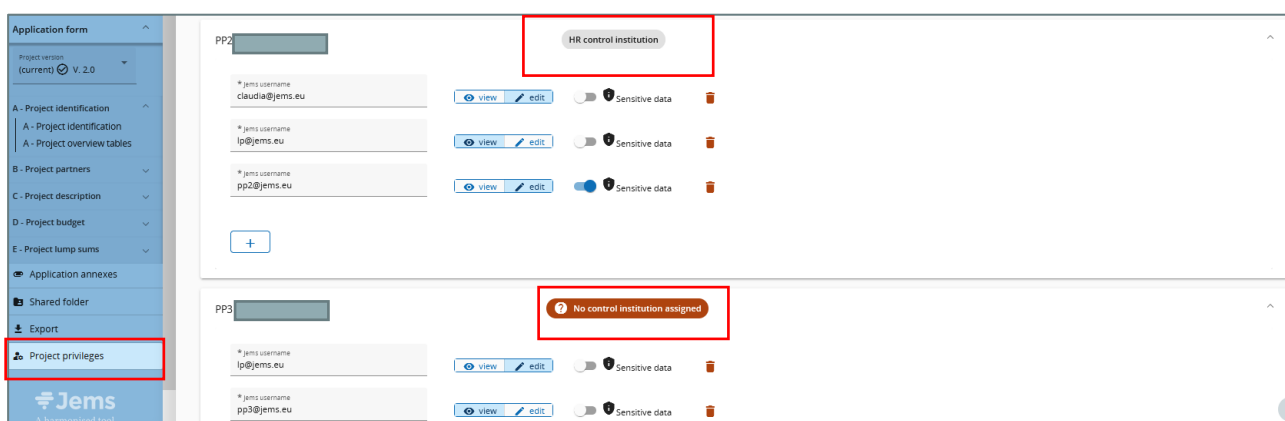 Application form
Project version
(current) V. 2.0
A - Project identification
A - Project identification
A - Project overview tables
B - Project partners
C - Project description
D - Project budget
E - Project lump sums
Application annexes
Shared folder
Export
Project privileges
Jems
A harmonised tool
PP2
HR control institution
* Jems username
claudia@jems.eu
view edit Sensitive data
* Jems username
lp@jems.eu
view edit Sensitive data
* Jems username
pp2@jems.eu
view edit Sensitive data
+
PP3
? No control institution assigned
* Jems username
lp@jems.eu
view edit Sensitive data
* Jems username
pp3@jems.eu
view edit Sensitive data